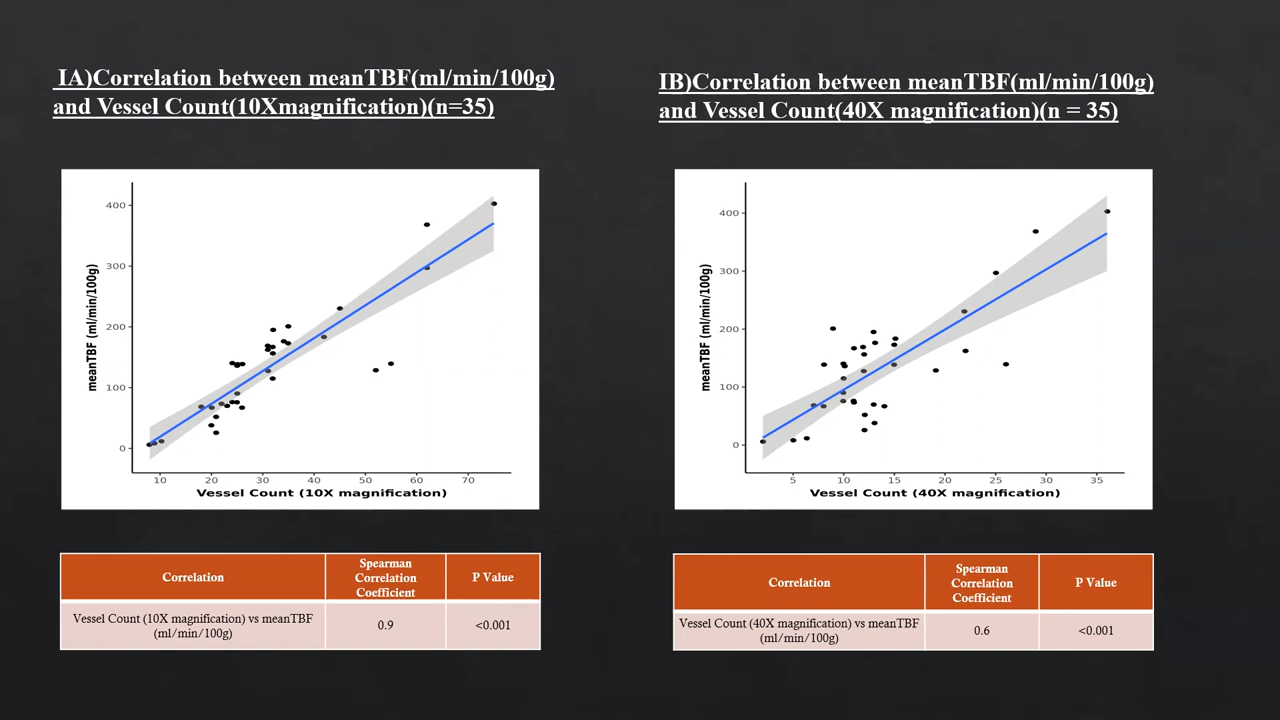 IA)Correlation between meanTBF(ml/min/100g)
and Vessel Count(10Xmagnification)(n=35)
IB)Correlation between meanTBF(ml/min/100g)
and Vessel Count(40X magnification)(n = 35)
meanTBF (ml/min/100g)
400
300
200
100
0
10
20
30
40
50
60
70
Vessel Count (10X magnification)
meanTBF (ml/min/100g)
400
300
200
100
0
5
10
15
20
25
30
35
Vessel Count (40X magnification)
Correlation
Spearman
Correlation
Coefficient
P Value
Vessel Count (10X magnification) vs meanTBF
(ml/min/100g)
0.9
<0.001
Correlation
Spearman
Correlation
Coefficient
P Value
Vessel Count (40X magnification) vs meanTBF
(ml/min/100g)
0.6
<0.001